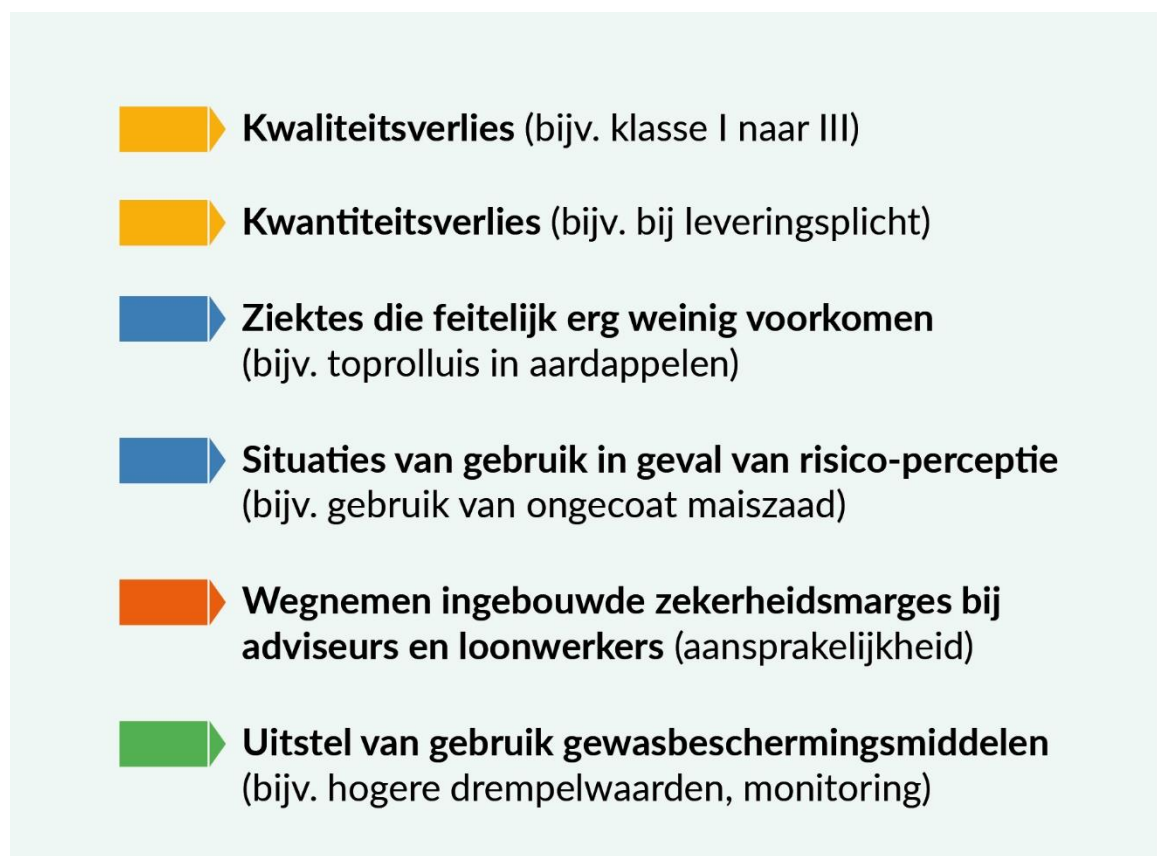 Kwaliteitsverlies (bijv. klasse I naar III)
Kwantiteitsverlies (bijv. bij leveringsplicht)
Ziektes die feitelijk erg weinig voorkomen
(bijv. toprolluis in aardappelen)
Situaties van gebruik in geval van risico-perceptie
(bijv. gebruik van ongecoat maiszaad)
Wegnemen ingebouwde zekerheidsmarges bij
adviseurs en loonwerkers (aansprakelijkheid)
Uitstel van gebruik gewasbeschermingsmiddelen
(bijv. hogere drempelwaarden, monitoring)